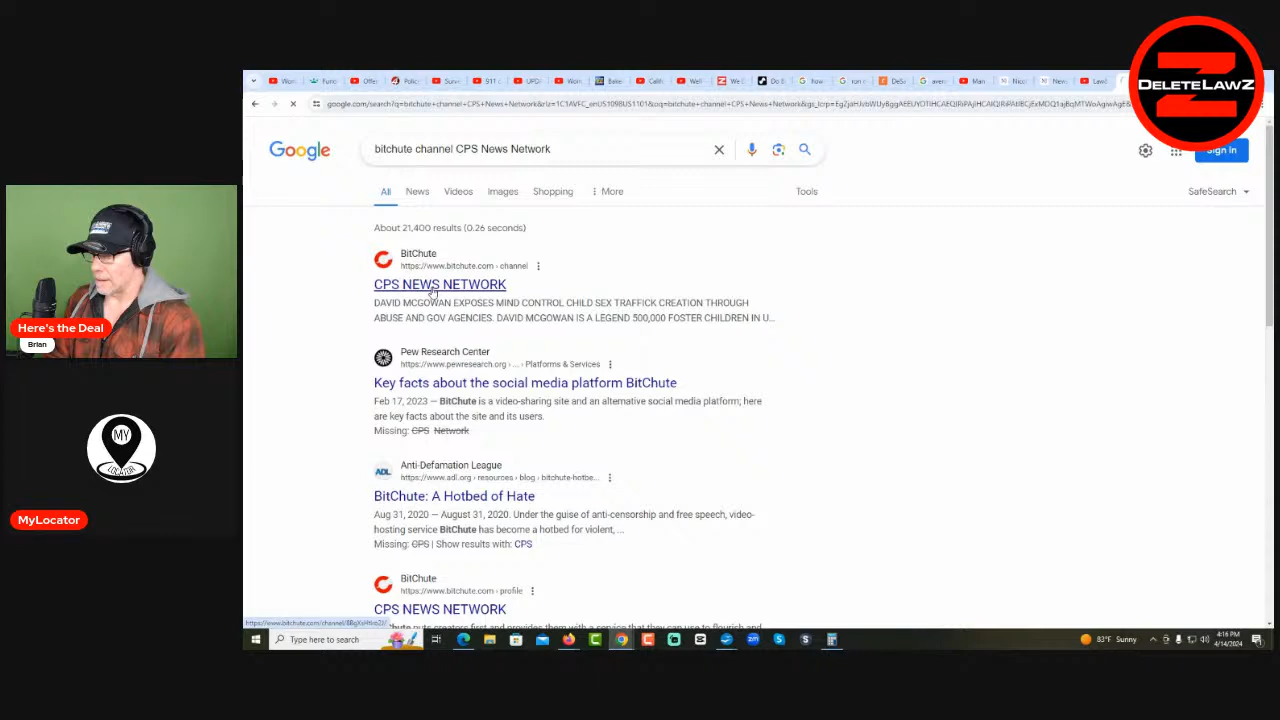 DELETELAWZ
Google
bitchute channel CPS News Network
Sign in
All
News
Videos
Images
Shopping
More
Tools
SafeSearch
About 21,400 results (0.26 seconds)
BitChute
https://www.bitchute.com › channel
CPS NEWS NETWORK
DAVID MCGOWAN EXPOSES MIND CONTROL CHILD SEX TRAFFICK CREATION THROUGH
ABUSE AND GOV AGENCIES. DAVID MCGOWAN IS A LEGEND 500,000 FOSTER CHILDREN IN U...
Here's the Deal
Brian
Pew Research Center
https://www.pewresearch.org › ... › Platforms & Services
Key facts about the social media platform BitChute
Feb 17, 2023 — BitChute is a video-sharing site and an alternative social media platform; here
are key facts about the site and its users.
Missing: CPS Network
MY
LOCATOR
MyLocator
ADL
Anti-Defamation League
https://www.adl.org › resources › blog › bitchute-hotbe...
BitChute: A Hotbed of Hate
Aug 31, 2020 — August 31, 2020. Under the guise of anti-censorship and free speech, video-
hosting service BitChute has become a hotbed for violent, ...
Missing: CPS | Show results with: CPS
BitChute
https://www.bitchute.com › profile
CPS NEWS NETWORK
Type here to search
83°F Sunny
4:16 PM
4/14/2024